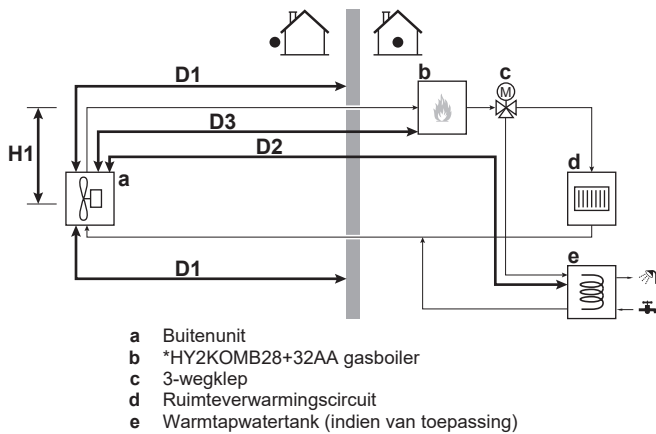 D1
b
c
M
D3
H1
D2
a
d
D1
e
a Buitenunit
b *HY2KOMB28+32AA gasboiler
c 3-wegklep
d Ruimteverwarmingscircuit
e Warmtapwatertank (indien van toepassing)